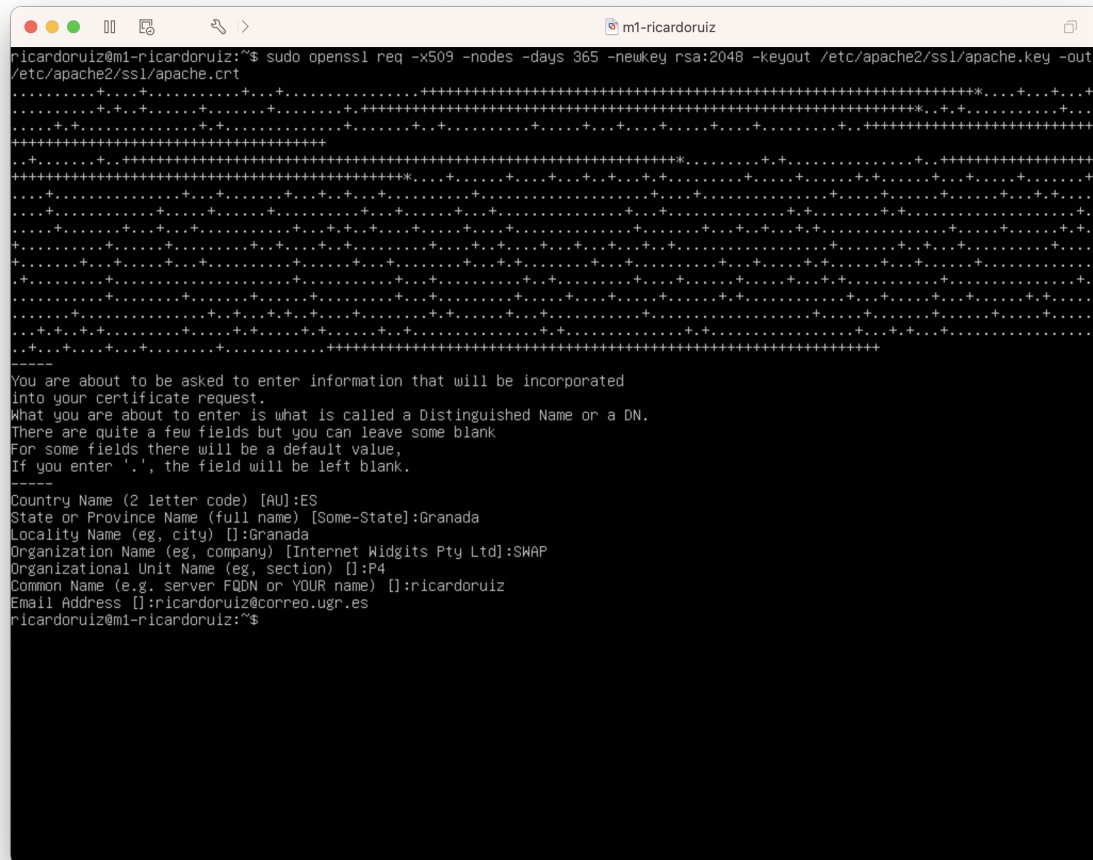 m1-ricardoruiz
ricardoruiz@m1-ricardoruiz:~$ sudo openssl req -x509 -nodes -days 365 -newkey rsa:2048 -keyout /etc/apache2/ssl/apache.key -out
/etc/apache2/ssl/apache.crt
-----
You are about to be asked to enter information that will be incorporated
into your certificate request.
What you are about to enter is what is called a Distinguished Name or a DN.
There are quite a few fields but you can leave some blank
For some fields there will be a default value,
If you enter '.', the field will be left blank.
-----
Country Name (2 letter code) [AU]:ES
State or Province Name (full name) [Some-State]:Granada
Locality Name (eg, city) []:Granada
Organization Name (eg, company) [Internet Widgits Pty Ltd]:SWAP
Organizational Unit Name (eg, section) []:P4
Common Name (e.g. server FQDN or YOUR name) []:ricardoruiz
Email Address []:ricardoruiz@correo.ugr.es
ricardoruiz@m1-ricardoruiz:~$